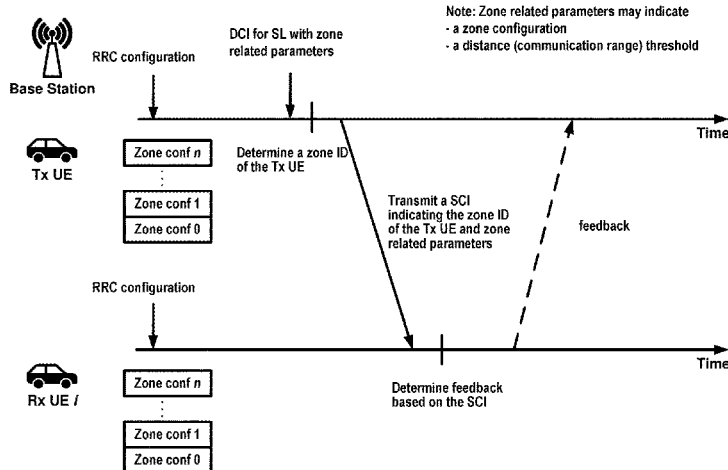 Note: Zone related parameters may indicate
- a zone configuration
- a distance (communication range) threshold
DCI for SL with zone
related parameters
RRC configuration
Base Station
Time
Tx UE
Zone conf n
Zone conf 1
Zone conf 0
Determine a zone ID
of the Tx UE
Transmit a SCI
indicating the zone ID
of the Tx UE and zone
related parameters
feedback
RRC configuration
Time
Rx UE i
Zone conf n
Zone conf 1
Zone conf 0
Determine feedback
based on the SCI